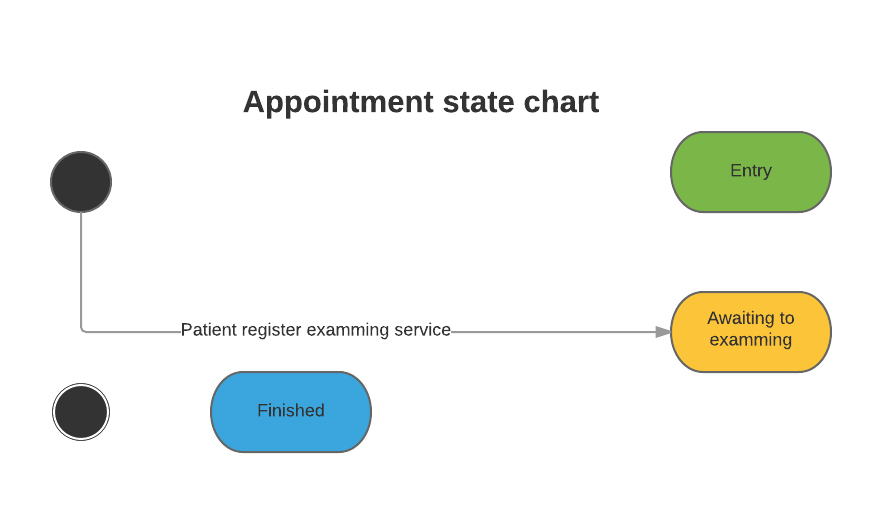 Appointment state chart
Entry
Patient register examming service
Awaiting to
examming
Finished